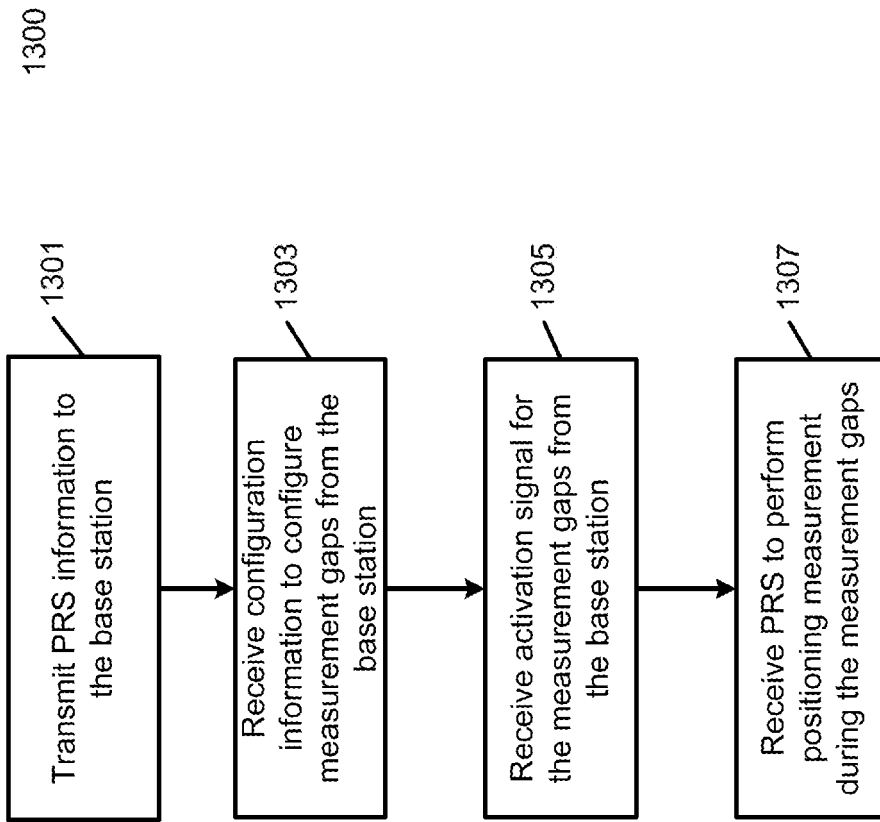 1300
1301
Transmit PRS information to
the base station
1303
Receive configuration
information to configure
measurement gaps from the
base station
1305
Receive activation signal for
the measurement gaps from
the base station
1307
Receive PRS to perform
positioning measurement
during the measurement gaps